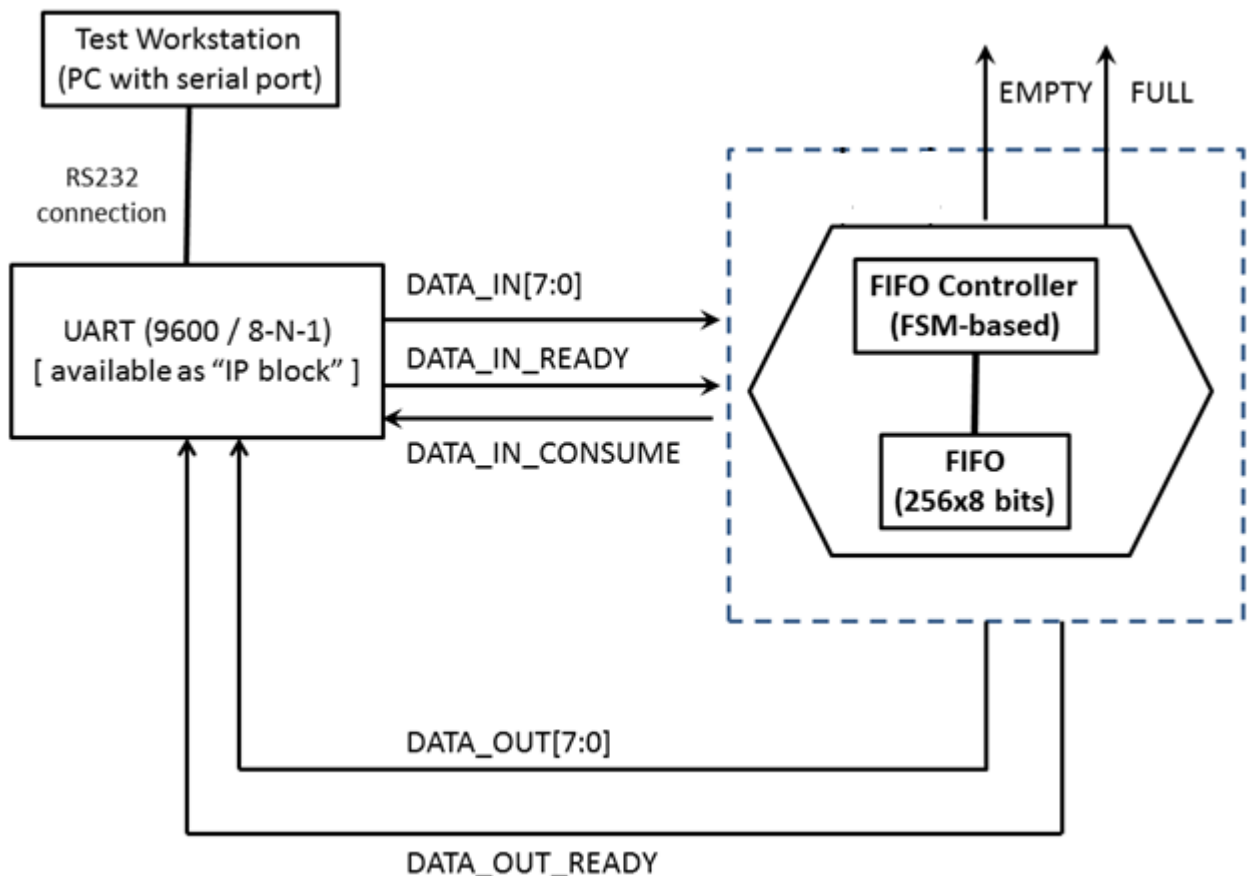 Test Workstation
(PC with serial port)
EMPTY
FULL
RS232
connection
UART (9600 / 8-N-1)
[ available as “IP block” ]
DATA_IN[7:0]
DATA_IN_READY
DATA_IN_CONSUME
FIFO Controller
(FSM-based)
FIFO
(256x8 bits)
DATA_OUT[7:0]
DATA_OUT_READY